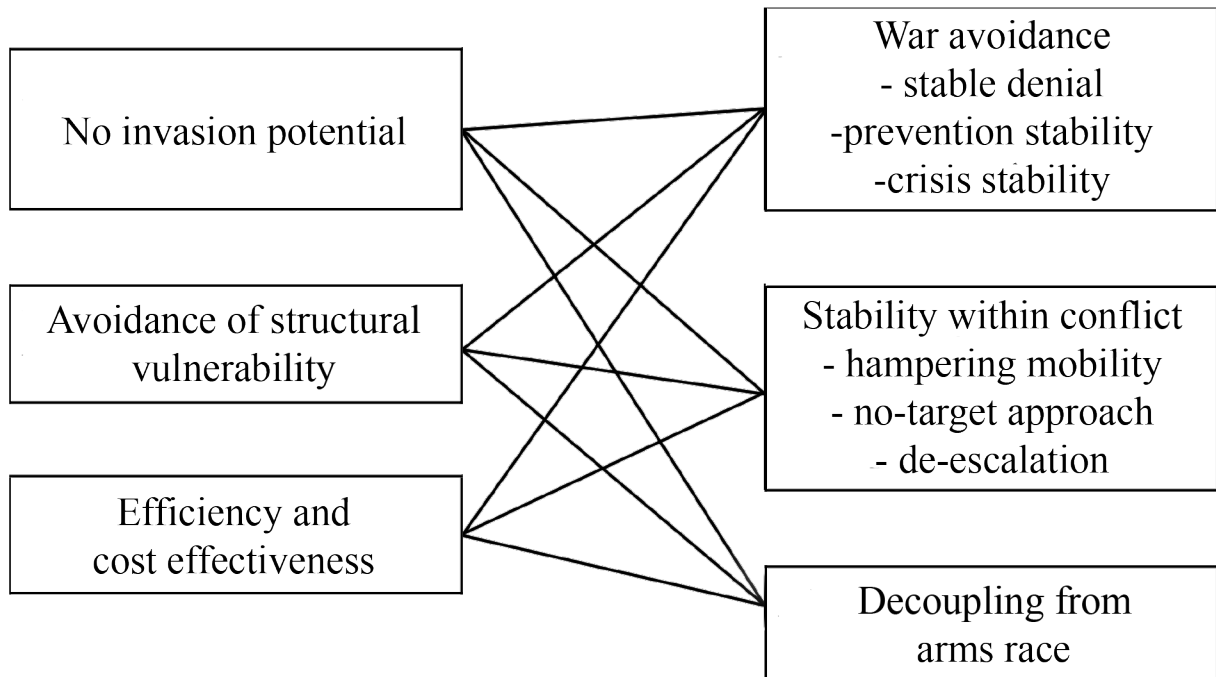 No invasion potential
Avoidance of structural
vulnerability
Efficiency and
cost effectiveness
War avoidance
- stable denial
-prevention stability
-crisis stability
Stability within conflict
- hampering mobility
- no-target approach
- de-escalation
Decoupling from
arms race